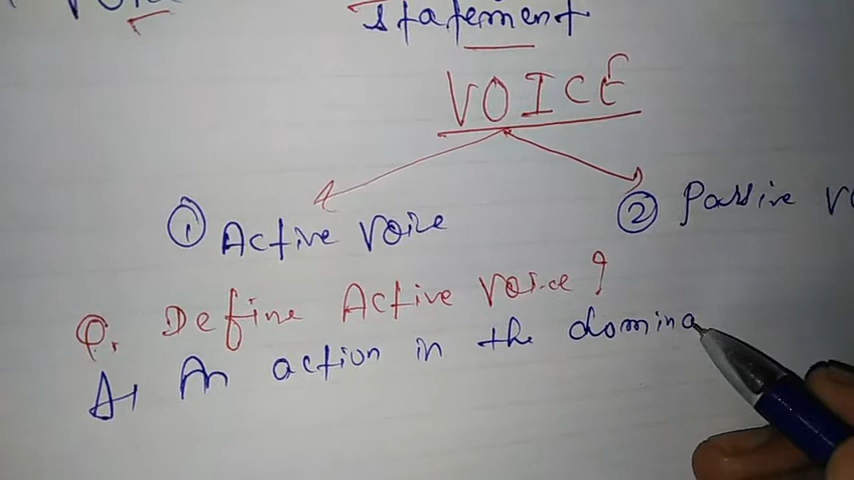 statement
VOICE
① Active Voice ② Passive
Q. Define Active Voice?
A, An action in the domina